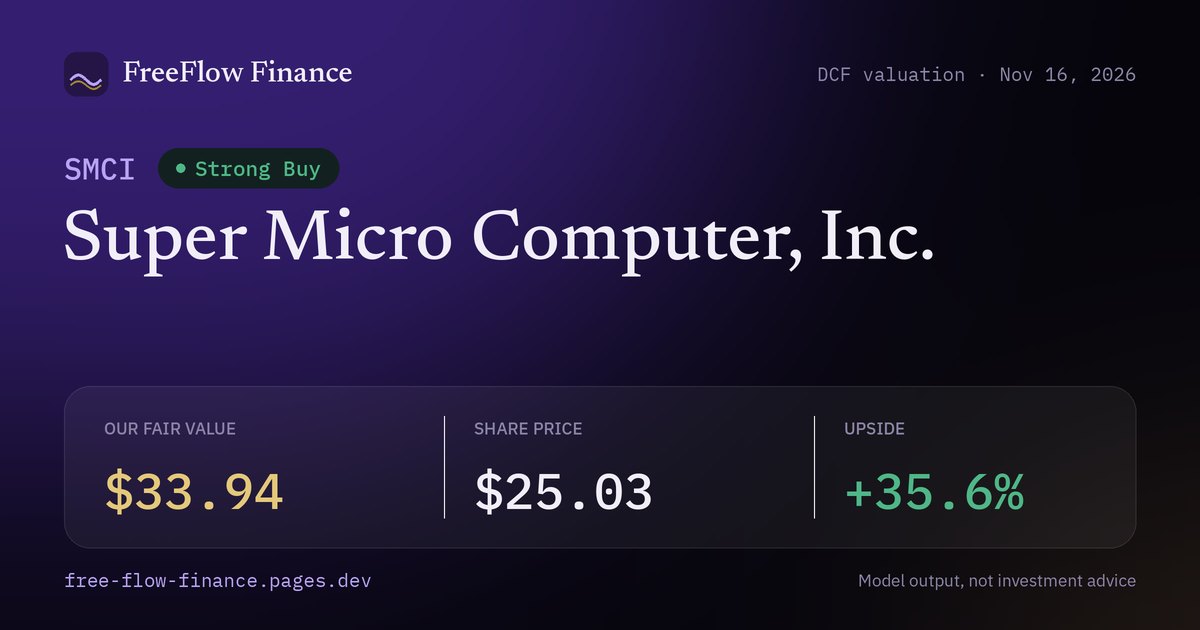 FreeFlow Finance
DCF valuation · Nov 16, 2026
SMCI
Strong Buy
Super Micro Computer, Inc.
OUR FAIR VALUE
$33.94
SHARE PRICE
$25.03
UPSIDE
+35.6%
free-flow-finance.pages.dev
Model output, not investment advice